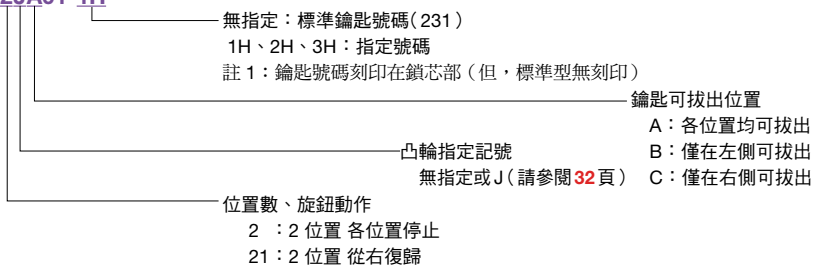 無指定：標準鑰匙號碼（231）
1H、2H、3H：指定號碼
註 1：鑰匙號碼刻印在鎖芯部（但，標準型無刻印）
鑰匙可拔出位置
A：各位置均可拔出
B：僅在左側可拔出
C：僅在右側可拔出
凸輪指定記號
無指定或J（請參閱32頁）
位置數、旋鈕動作
2 ：2 位置 各位置停止
21：2 位置 從右復歸